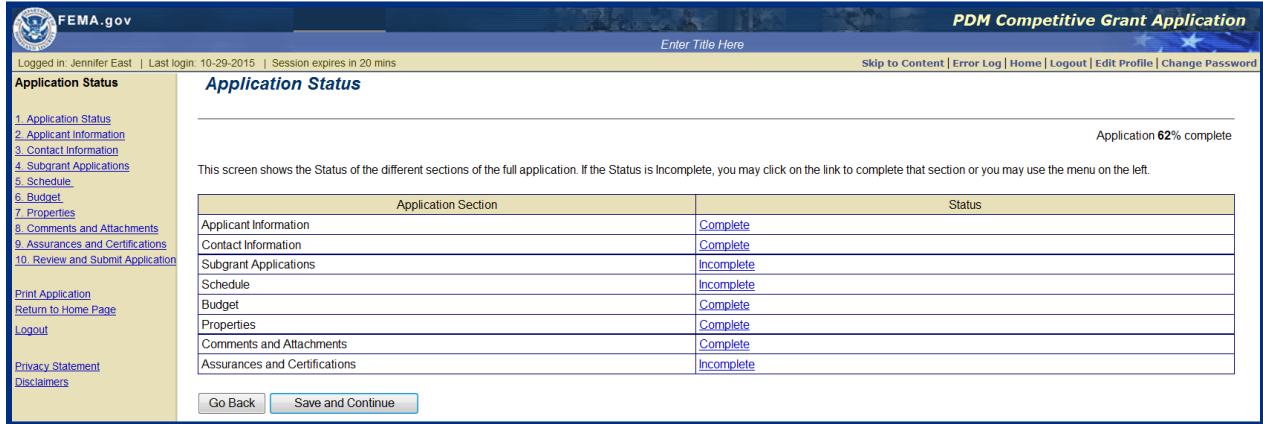 FEMA.gov
PDM Competitive Grant Application
Enter Title Here
Logged in: Jennifer East | Last login: 10-29-2015 | Session expires in 20 mins
Skip to Content | Error Log | Home | Logout | Edit Profile | Change Password
Application Status
1. Application Status
2. Applicant Information
3. Contact Information
4. Subgrant Applications
5. Schedule
6. Budget
7. Properties
8. Comments and Attachments
9. Assurances and Certifications
10. Review and Submit Application
Print Application
Return to Home Page
Logout
Privacy Statement
Disclaimers
Application Status
Application 62% complete
This screen shows the Status of the different sections of the full application. If the Status is Incomplete, you may click on the link to complete that section or you may use the menu on the left.
Application Section Status
Applicant Information Complete
Contact Information Complete
Subgrant Applications Incomplete
Schedule Incomplete
Budget Complete
Properties Complete
Comments and Attachments Complete
Assurances and Certifications Incomplete
Go Back Save and Continue